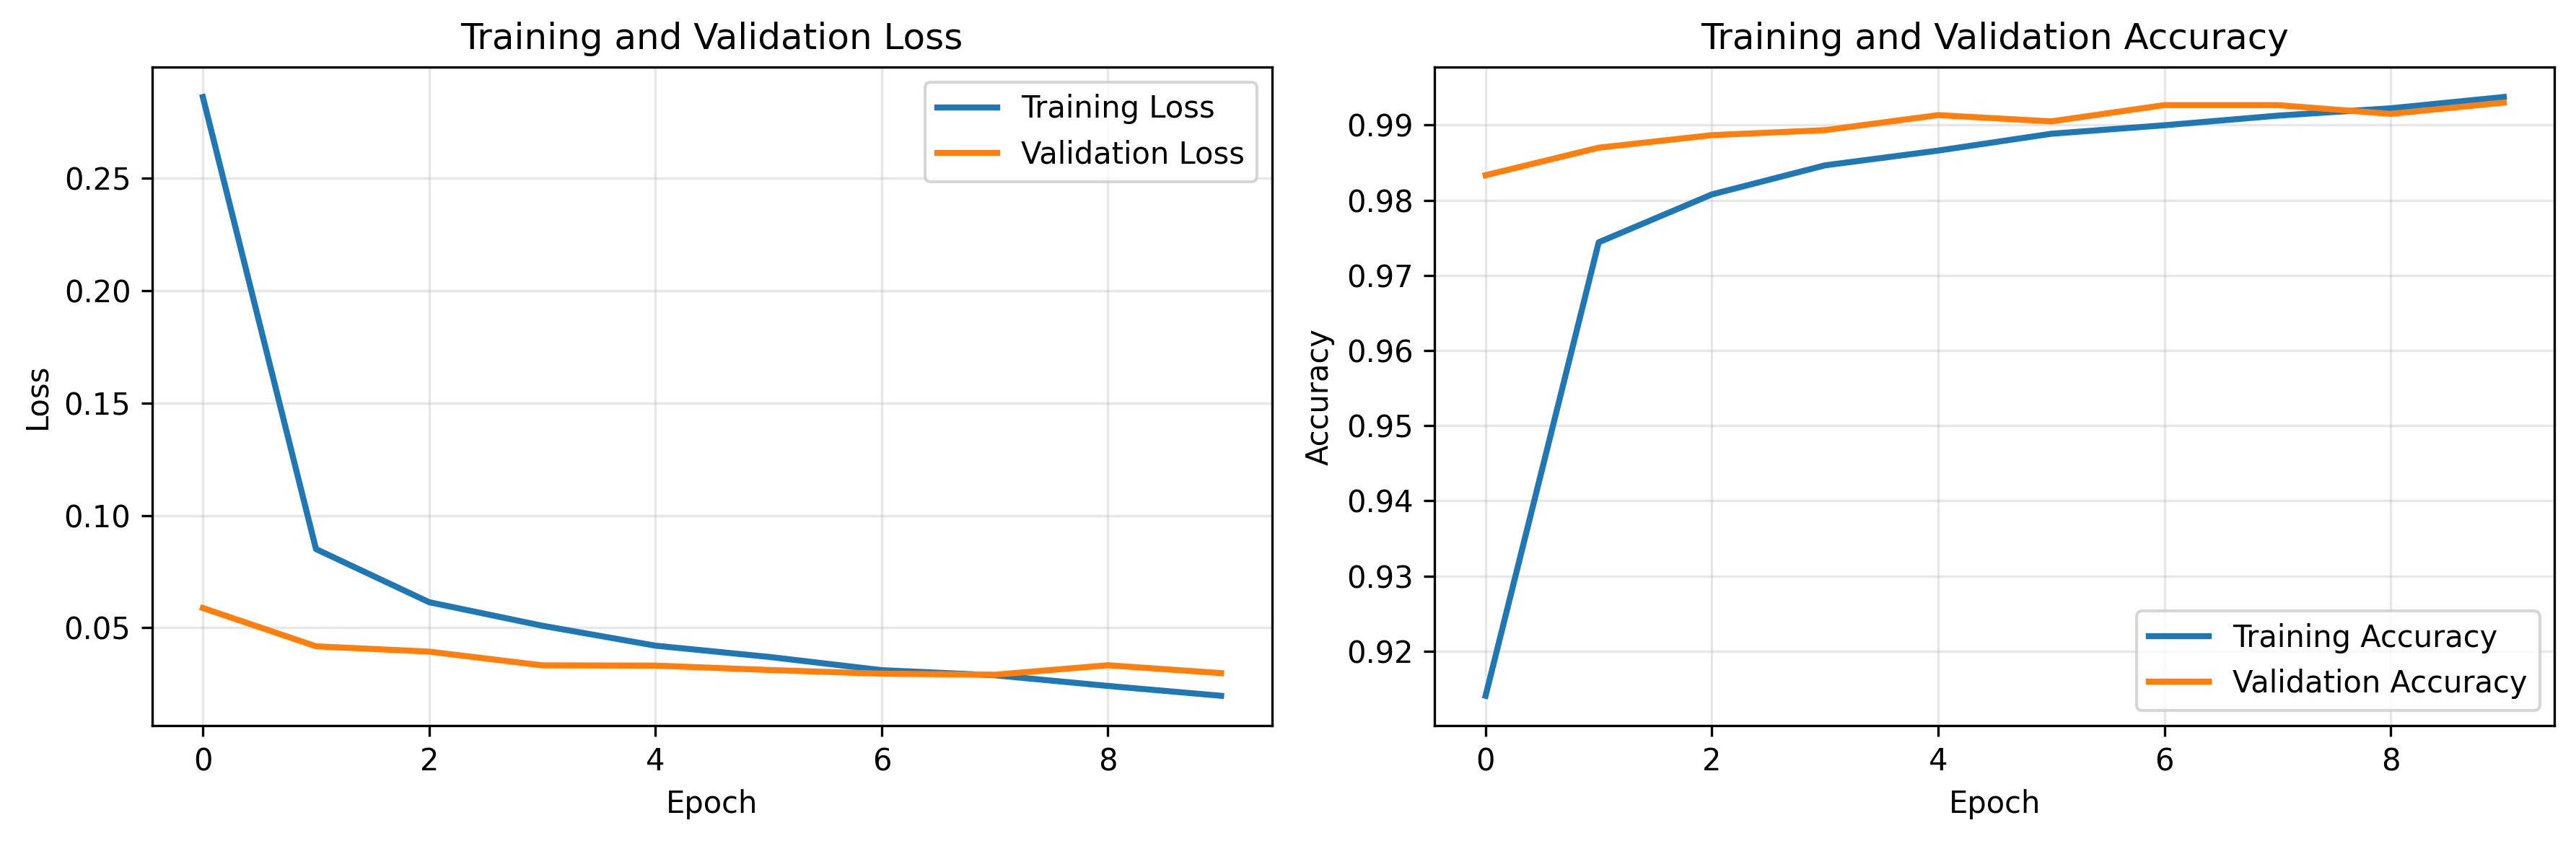 Training and Validation Loss
Training Loss
Validation Loss
0.25
0.20
0.15
0.10
0.05
Loss
0
2
4
6
8
Epoch
Training and Validation Accuracy
0.99
0.98
0.97
0.96
0.95
0.94
0.93
0.92
Accuracy
Training Accuracy
Validation Accuracy
0
2
4
6
8
Epoch